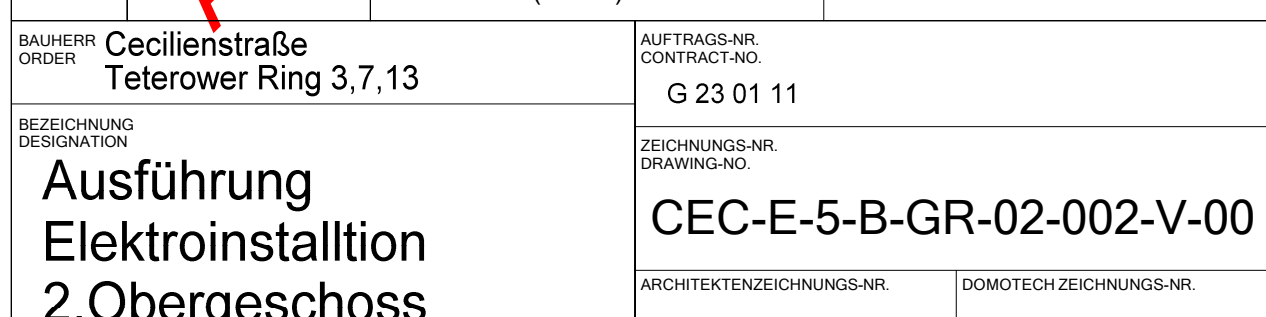 BAUHERR
ORDER
Cecilienstraße
Teterower Ring 3,7,13
AUFTRAGS-NR.
CONTRACT-NO.
G 23 01 11
BEZEICHNUNG
DESIGNATION
Ausführung
Elektroinstalltion
2.Obergeschoss
ZEICHNUNGS-NR.
DRAWING-NO.
CEC-E-5-B-GR-02-002-V-00
ARCHITEKTENZEICHNUNGS-NR.
DOMOTECH ZEICHNUNGS-NR.